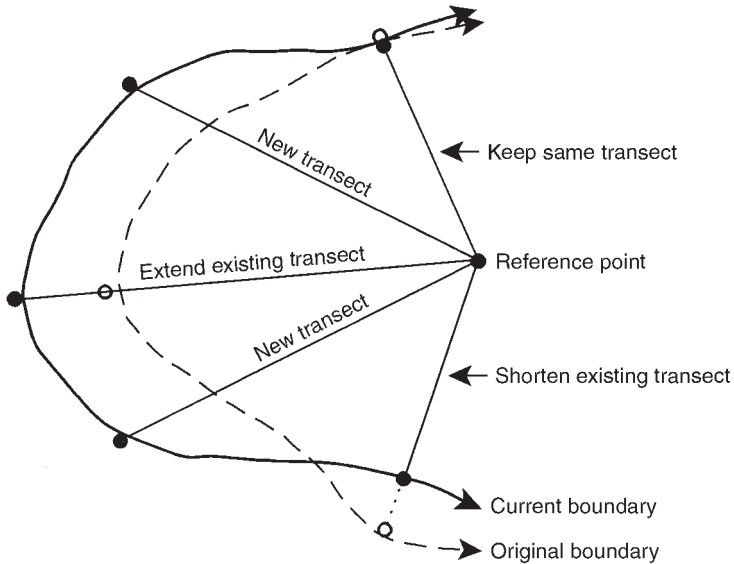 New transect
Keep same transect
Extend existing transect
Reference point
New transect
Shorten existing transect
Current boundary
Original boundary